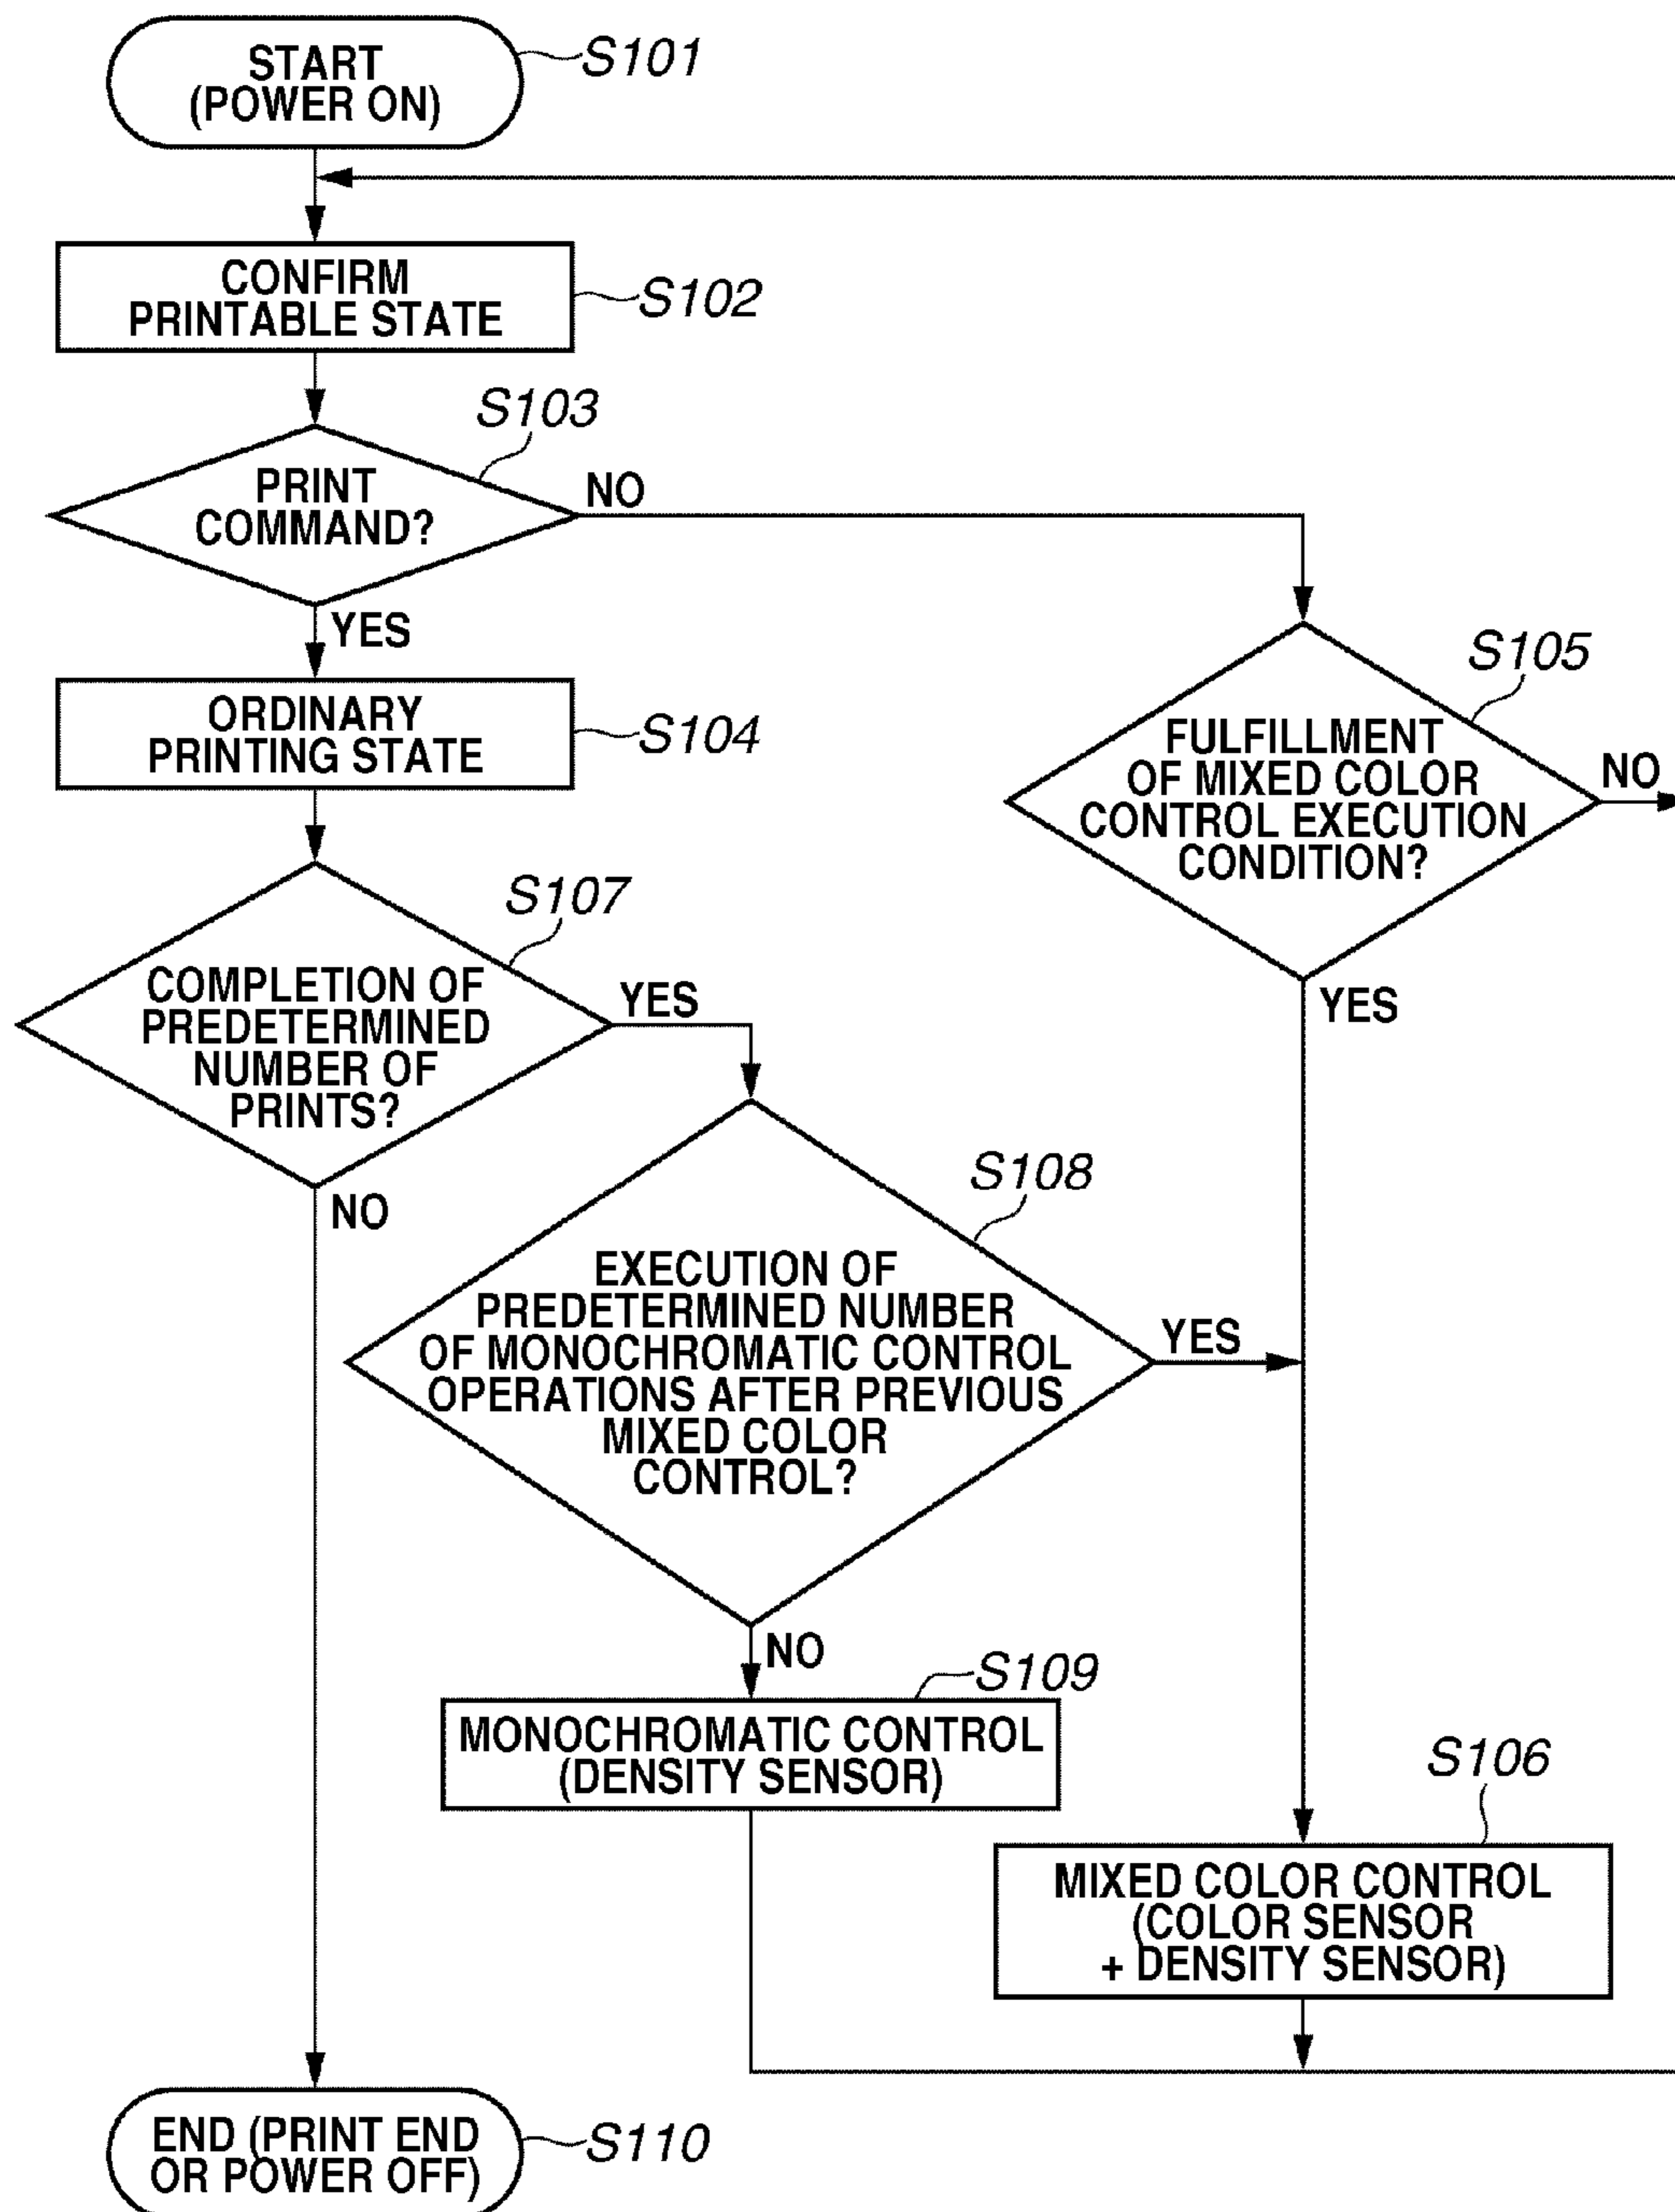 START
(POWER ON)
S101
CONFIRM
PRINTABLE STATE
S102
S103
PRINT
COMMAND?
NO
YES
ORDINARY
PRINTING STATE
S104
S105
FULFILLMENT
OF MIXED COLOR
CONTROL EXECUTION
CONDITION?
NO
YES
S107
COMPLETION OF
PREDETERMINED
NUMBER OF
PRINTS?
YES
NO
S108
EXECUTION OF
PREDETERMINED NUMBER
OF MONOCHROMATIC CONTROL
OPERATIONS AFTER PREVIOUS
MIXED COLOR
CONTROL?
YES
NO
S109
MONOCHROMATIC CONTROL
(DENSITY SENSOR)
S106
MIXED COLOR CONTROL
(COLOR SENSOR
+ DENSITY SENSOR)
END (PRINT END
OR POWER OFF)
S110